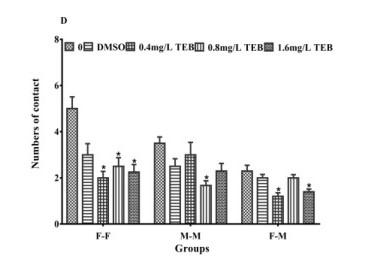 D
8
0 DMSO 0.4mg/L TEB 0.8mg/L TEB 1.6mg/L TEB
6
Numbers of contact
4
2
0
* * * * * *
F-F M-M F-M
Groups